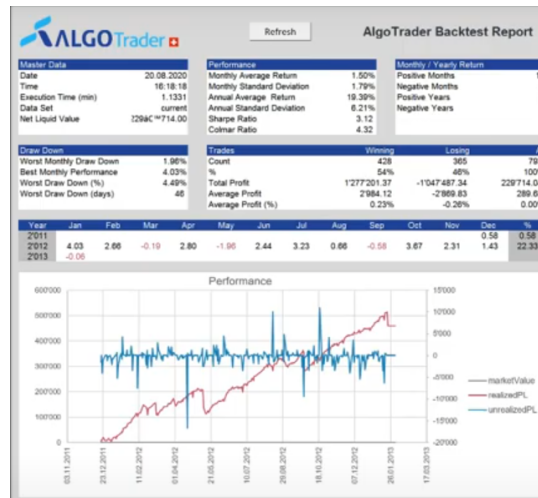 ALGOTrader
Refresh
AlgoTrader Backtest Report
Master Data
Date 20.08.2020
Time 16:18:18
Execution Time (min) 1.1331
Data Set current
Net Liquid Value 229â€™714.00
Performance
Monthly Average Return 1.50%
Monthly Standard Deviation 1.79%
Annual Average Return 19.39%
Annual Standard Deviation 6.21%
Sharpe Ratio 3.12
Colmar Ratio 4.32
Monthly / Yearly Return
Positive Months
Negative Months
Positive Years
Negative Years
Draw Down
Worst Monthly Draw Down 1.96%
Best Monthly Performance 4.03%
Worst Draw Down (%) 4.49%
Worst Draw Down (days) 46
Trades Winning Losing
Count 428 365 79
% 54% 46% 100
Total Profit 1'277'201.37 -1'047'487.34 229'714.0
Average Profit 2'984.12 -2'869.83 289.6
Average Profit (%) 0.23% -0.26% 0.00
Year Jan Feb Mar Apr May Jun Jul Aug Sep Oct Nov Dec %
2'011 0.58 0.58
2'012 4.03 2.66 -0.19 2.80 -1.96 2.44 3.23 0.66 -0.58 3.67 2.31 1.43 22.33
2'013 -0.06
Performance
600'000 15'000
500'000 10'000
400'000 5'000
300'000 0
200'000 -5'000
100'000 -10'000
0 -15'000
-20'000
marketValue
realizedPL
unrealizedPL
03.11.2011 23.12.2011 11.02.2012 01.04.2012 21.05.2012 10.07.2012 29.08.2012 18.10.2012 07.12.2012 26.01.2013 17.03.2013